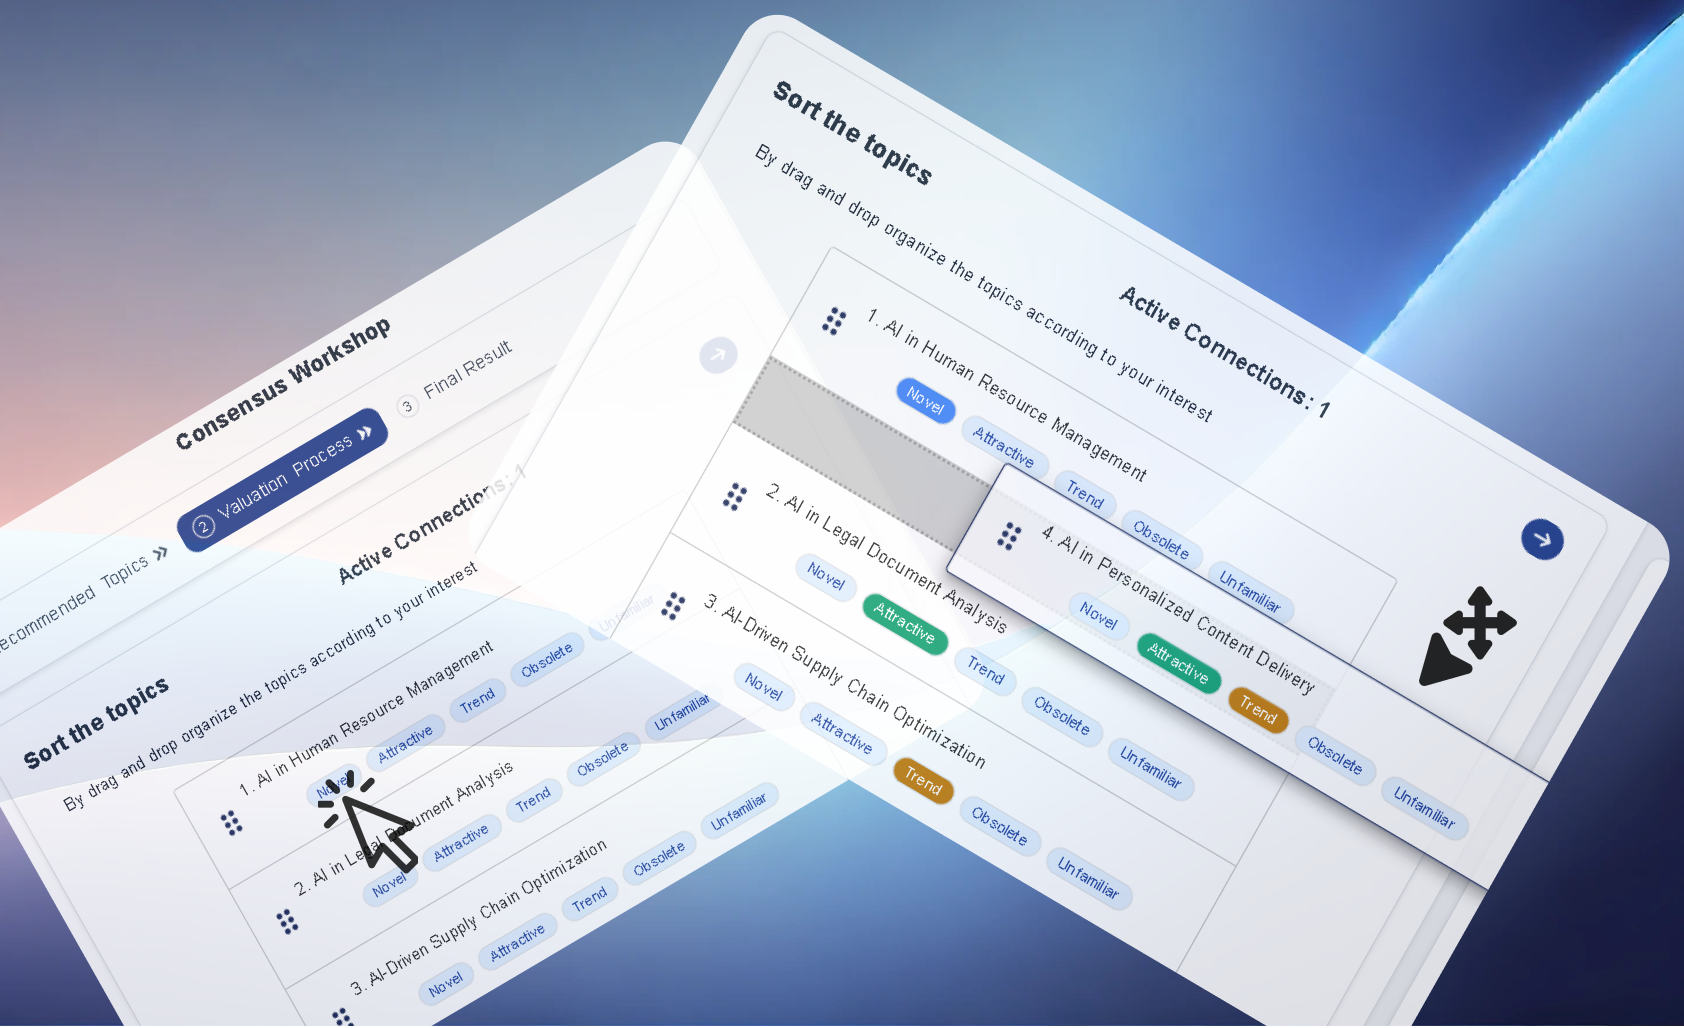 Consensus Workshop
ecommended Topics »
2 Valuation Process »
3 Final Result
Active Connections: 1
Sort the topics
By drag and drop organize the topics according to your interest
1. AI in Human Resource Management
Novel Attractive Trend Obsolete Unfamiliar
2. AI in Legal Document Analysis
Novel Attractive Trend Obsolete Unfamiliar
3. AI-Driven Supply Chain Optimization
Novel Attractive Trend Obsolete Unfamiliar
Sort the topics
By drag and drop organize the topics according to your interest
Active Connections: 1
1. AI in Human Resource Management
Novel Attractive Trend Obsolete Unfamiliar
2. AI in Legal Document Analysis
Novel Attractive Trend Obsolete Unfamiliar
4. AI in Personalized Content Delivery
Novel Attractive Trend Obsolete Unfamiliar
3. AI-Driven Supply Chain Optimization
Novel Attractive Trend Obsolete Unfamiliar